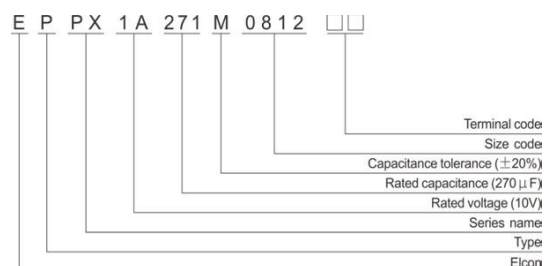 E P PX 1A 271 M 0812 □□
Terminal code
Size code
Capacitance tolerance (±20%)
Rated capacitance (270μF)
Rated voltage (10V)
Series name
Type
Elcon